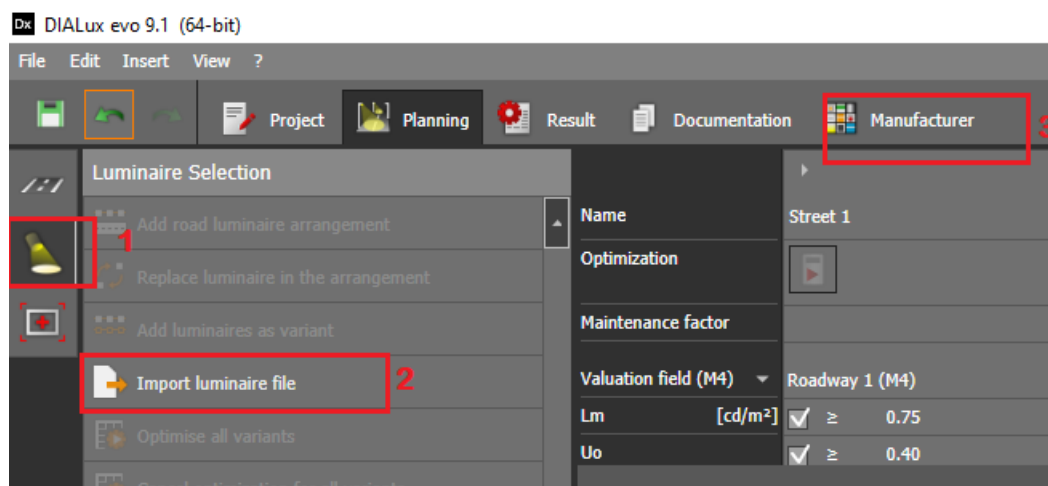 Dx DIALux evo 9.1 (64-bit)
File Edit Insert View ?
Project Planning Result Documentation Manufacturer 3
Luminaire Selection
1
Add road luminaire arrangement
Replace luminaire in the arrangement
Add luminaires as variant
Import luminaire file 2
Optimise all variants
Name Street 1
Optimization
Maintenance factor
Valuation field (M4) Roadway 1 (M4)
Lm [cd/m²] ≥ 0.75
Uo ≥ 0.40